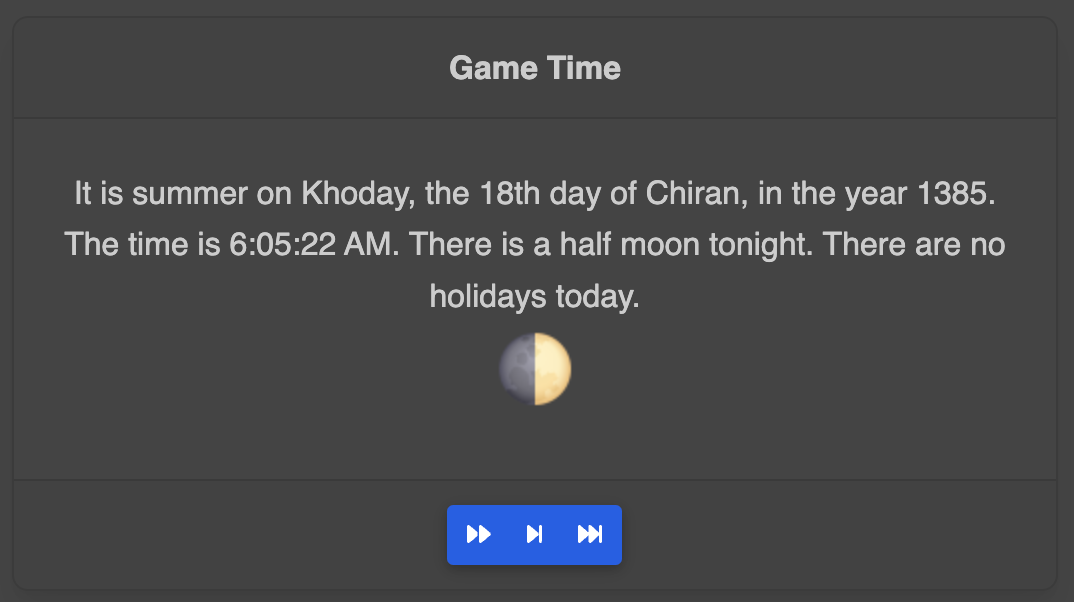 Game Time
It is summer on Khoday, the 18th day of Chiran, in the year 1385.
The time is 6:05:22 AM. There is a half moon tonight. There are no
holidays today.